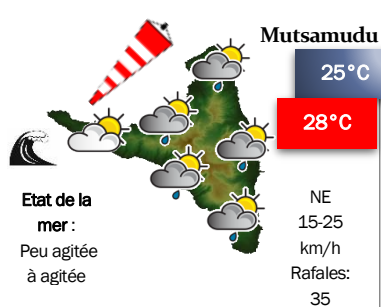 Mutsamudu
25°C
28°C
Etat de la
mer :
Peu agitée
à agitée
NE
15-25
km/h
Rafales:
35